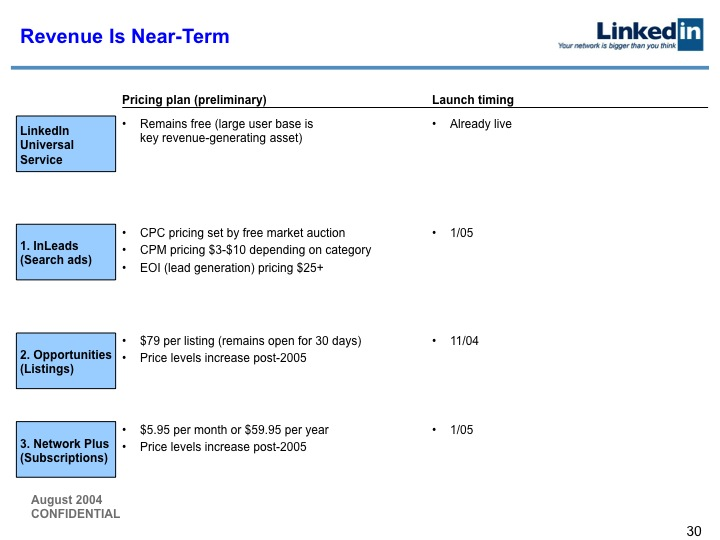 Revenue Is Near-Term
Linkedin
Your network is bigger than you think
Pricing plan (preliminary)
Launch timing
LinkedIn
Universal
Service
• Remains free (large user base is
key revenue-generating asset)
• Already live
1. InLeads
(Search ads)
• CPC pricing set by free market auction
• CPM pricing $3-$10 depending on category
• EOI (lead generation) pricing $25+
• 1/05
2. Opportunities
(Listings)
• $79 per listing (remains open for 30 days)
• Price levels increase post-2005
• 11/04
3. Network Plus
(Subscriptions)
• $5.95 per month or $59.95 per year
• Price levels increase post-2005
• 1/05
August 2004
CONFIDENTIAL
30